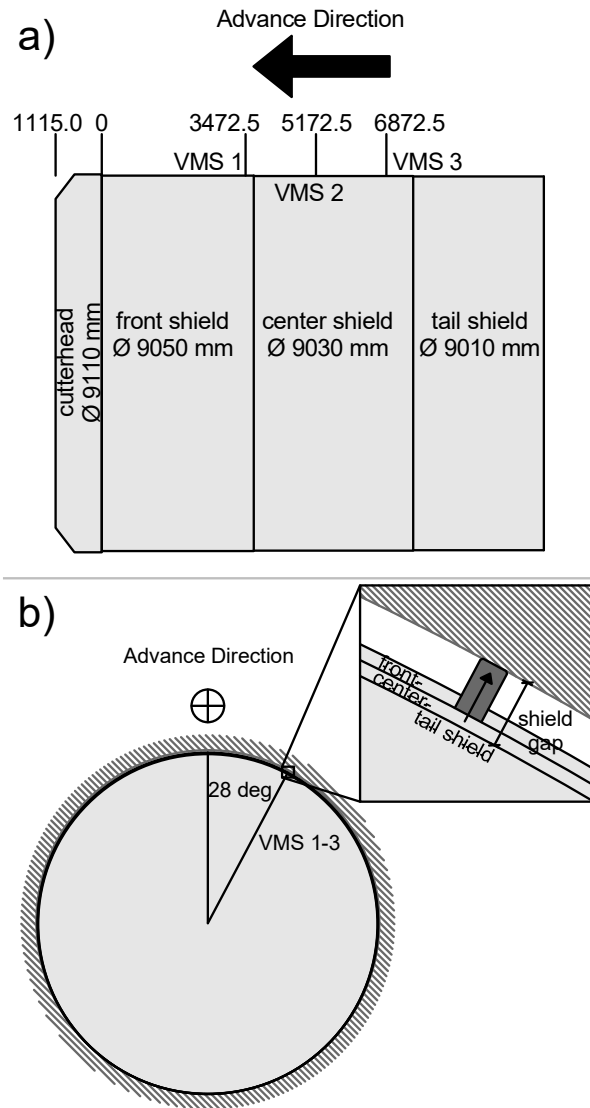 a)
Advance Direction
1115.0 0 3472.5 5172.5 6872.5
VMS 1 VMS 3
VMS 2
cutterhead
Ø 9110 mm
front shield
Ø 9050 mm
center shield
Ø 9030 mm
tail shield
Ø 9010 mm
b)
Advance Direction
28 deg
VMS 1-3
front-
center-
tail shield
shield
gap